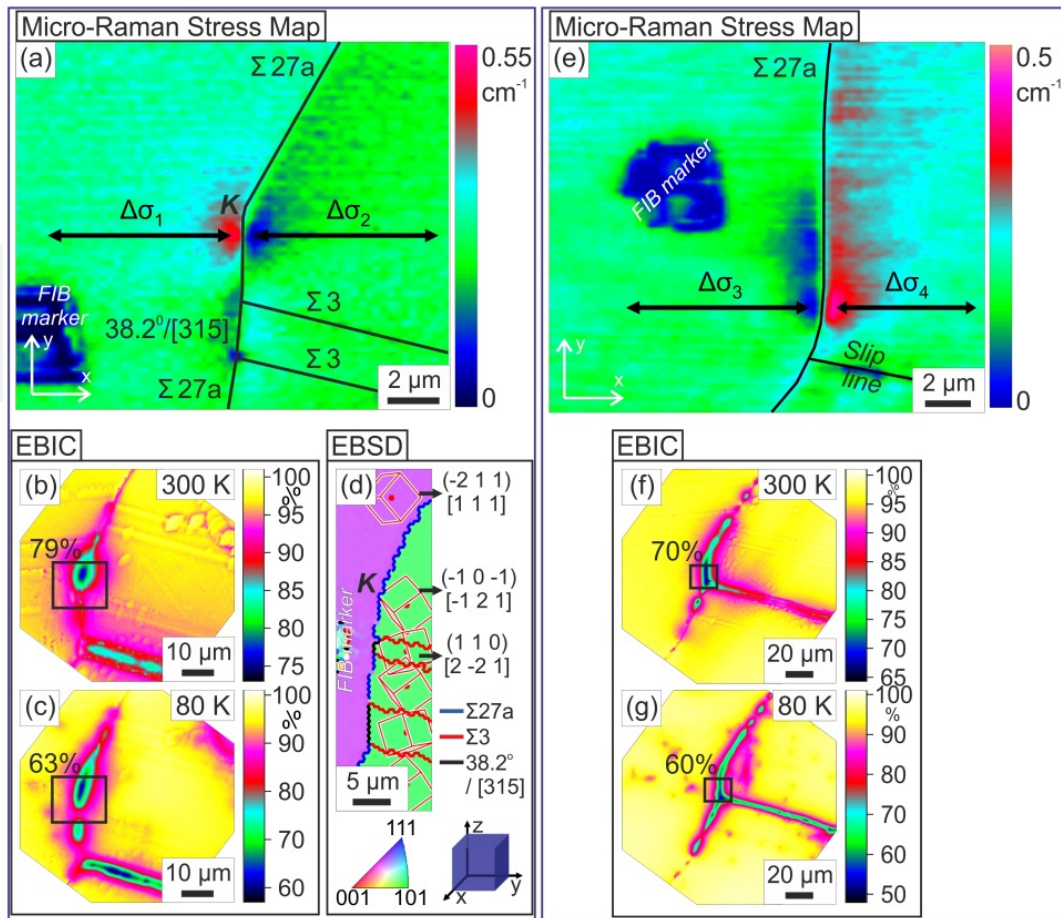 Micro-Raman Stress Map
(a)
Σ 27a
0.55
cm⁻¹
K
Δσ₁
Δσ₂
FIB
marker
Σ 3
38.2⁰/[315]
Σ 3
y
x
Σ 27a
2 µm
0
Micro-Raman Stress Map
(e)
Σ 27a
0.5
cm⁻¹
FIB marker
Δσ₃
Δσ₄
Slip
line
y
x
2 µm
0
EBIC
(b)
300 K
79%
10 µm
100
%
95
90
85
80
75
(c)
80 K
63%
10 µm
100
%
90
80
70
60
EBSD
(d)
(-2 1 1)
[1 1 1]
K
(-1 0 -1)
[-1 2 1]
FIB marker
(1 1 0)
[2 -2 1]
Σ27a
Σ3
38.2°
/ [315]
5 µm
111
001
101
z
y
x
EBIC
(f)
300 K
70%
20 µm
100
%
95
90
85
80
75
70
65
(g)
80 K
60%
20 µm
100
%
90
80
70
60
50